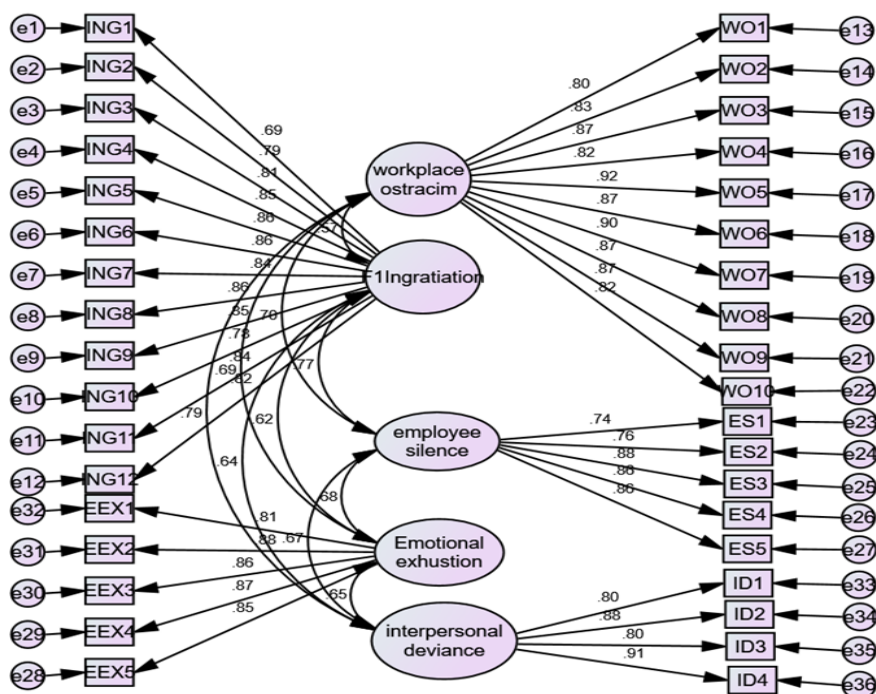 e1 ING1
e2 ING2
e3 ING3
e4 ING4
e5 ING5
e6 ING6
e7 ING7
e8 ING8
e9 ING9
e10 ING10
e11 NG11
e12 ING12
e32 EEX1
e31 EEX2
e30 EEX3
e29 EEX4
e28 EEX5
.69
.79
.81
.85
.86
.57
.86
.84
.86
.85
.70
.78
.84
.77
.69
.62
.79
.62
.64
.68
.81
.88
.67
.86
.87
.85
.65
workplace
ostracim
F1Ingratiation
employee
silence
Emotional
exhustion
interpersonal
deviance
.80
.83
.87
.82
.92
.87
.90
.87
.87
.82
.74
.76
.88
.86
.86
.80
.88
.80
.91
WO1 e13
WO2 e14
WO3 e15
WO4 e16
WO5 e17
WO6 e18
WO7 e19
WO8 e20
WO9 e21
WO10 e22
ES1 e23
ES2 e24
ES3 e25
ES4 e26
ES5 e27
ID1 e33
ID2 e34
ID3 e35
ID4 e36